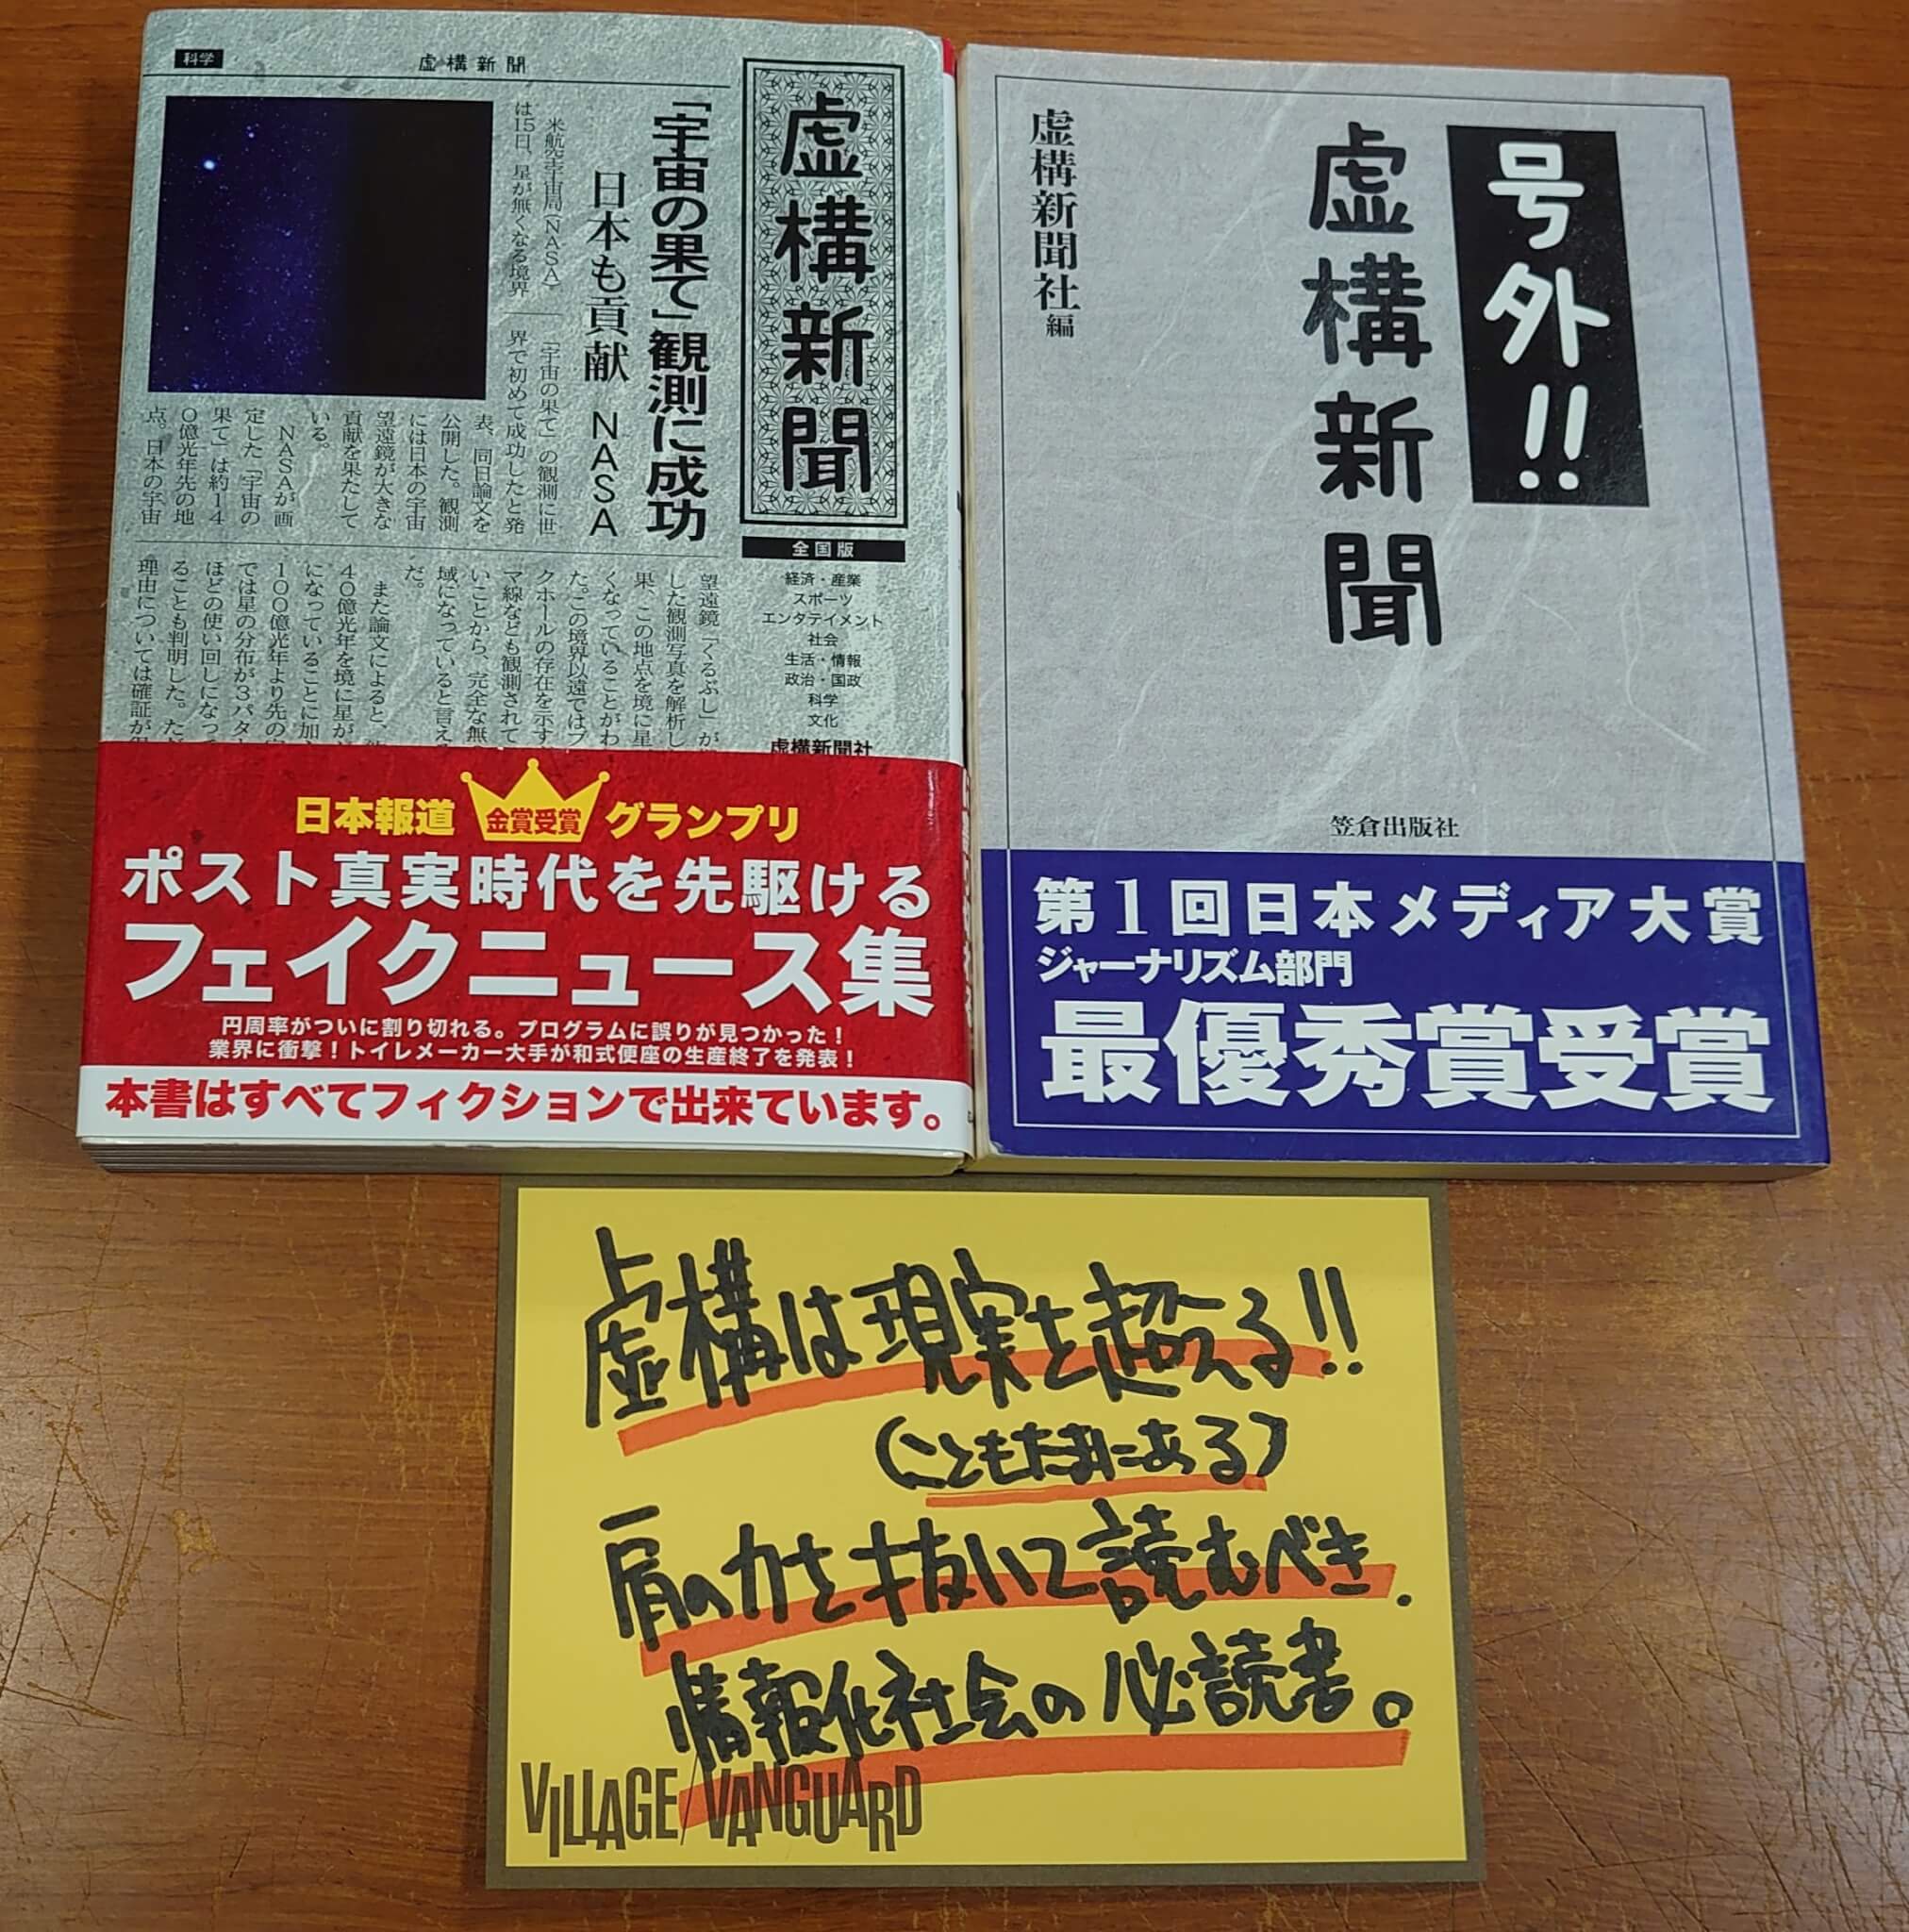 科学
虚構新聞
虚構新聞
全国版
経済・産業
スポーツ
エンタテイメント
社会
生活・情報
政治・国政
科学
文化
虚構新聞社
「宇宙の果て」観測に成功
日本も貢献 NASA
米航空宇宙局(NASA)
は15日、星が無くなる境界
「宇宙の果て」の観測に世
界で初めて成功したと発
表、同日論文を
公開した。観測
には日本の宇宙
望遠鏡が大きな
貢献を果たして
いる。
NASAが画
定した「宇宙の
果て」は約14
0億光年先の地
点。日本の宇宙
望遠鏡「くるぶし」が
した観測写真を解析し
果、この地点を境に星
くなっていることがわ
た。この境界以遠ではブ
クホールの存在を示す
マ線なども観測されて
いことから、完全な無の
域になっていると言え
だ。
また論文によると、
40億光年を境に星が
になっていることに加
100億光年より先の
では星の分布が3パタ
ほどの使い回しになって
ることも判明した。ただ
理由については確証が
日本報道
金賞受賞
グランプリ
ポスト真実時代を先駆ける
フェイクニュース集
円周率がついに割り切れる。プログラムに誤りが見つかった!
業界に衝撃!トイレメーカー大手が和式便座の生産終了を発表!
本書はすべてフィクションで出来ています。
号外!!
虚構新聞
虚構新聞社 編
笠倉出版社
第1回日本メディア大賞
ジャーナリズム部門
最優秀賞受賞
虚構は現実を超える!!
(こともたまにある)
肩の力を抜いて読むべき.
情報化社会の必読書。
VILLAGE/VANGUARD